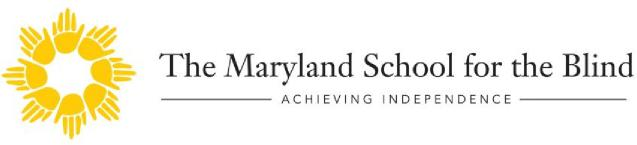 The Maryland School for the Blind
ACHIEVING INDEPENDENCE